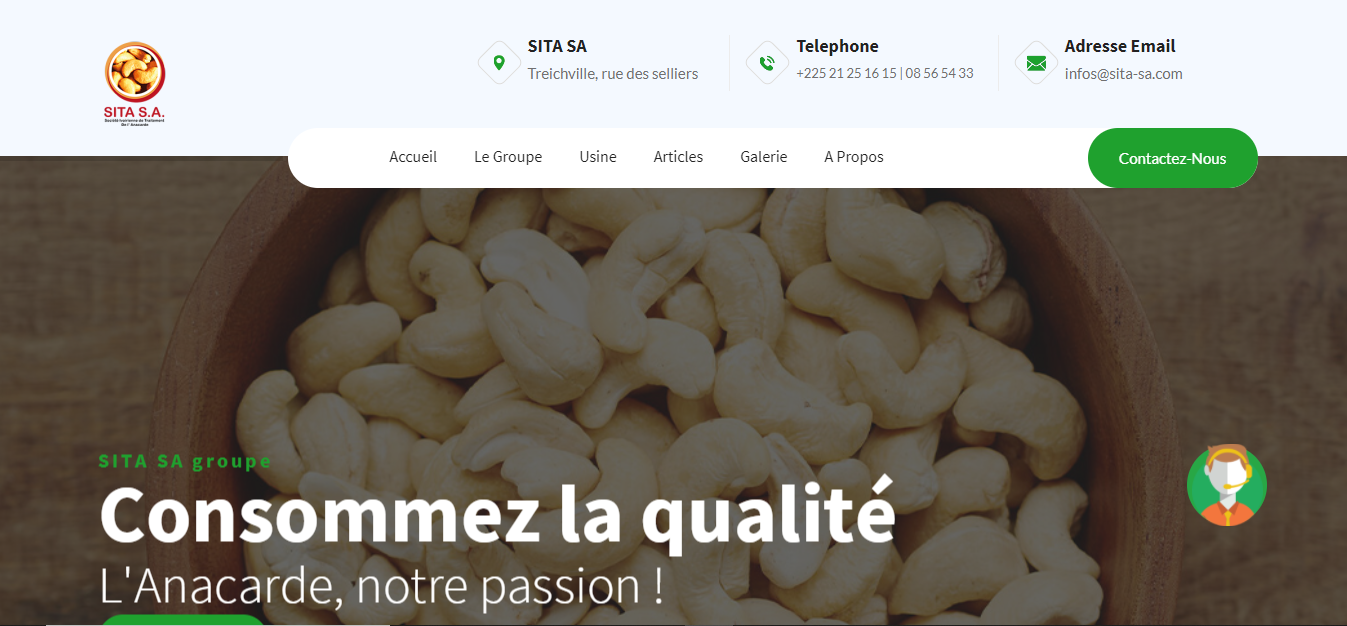 SITA S.A.
Société Ivoirienne de Traitement
De l'Anacarde
SITA SA
Treichville, rue des selliers
Telephone
+225 21 25 16 15 | 08 56 54 33
Adresse Email
infos@sita-sa.com
Accueil
Le Groupe
Usine
Articles
Galerie
A Propos
Contactez-Nous
SITA SA groupe
Consommez la qualité
L'Anacarde, notre passion !